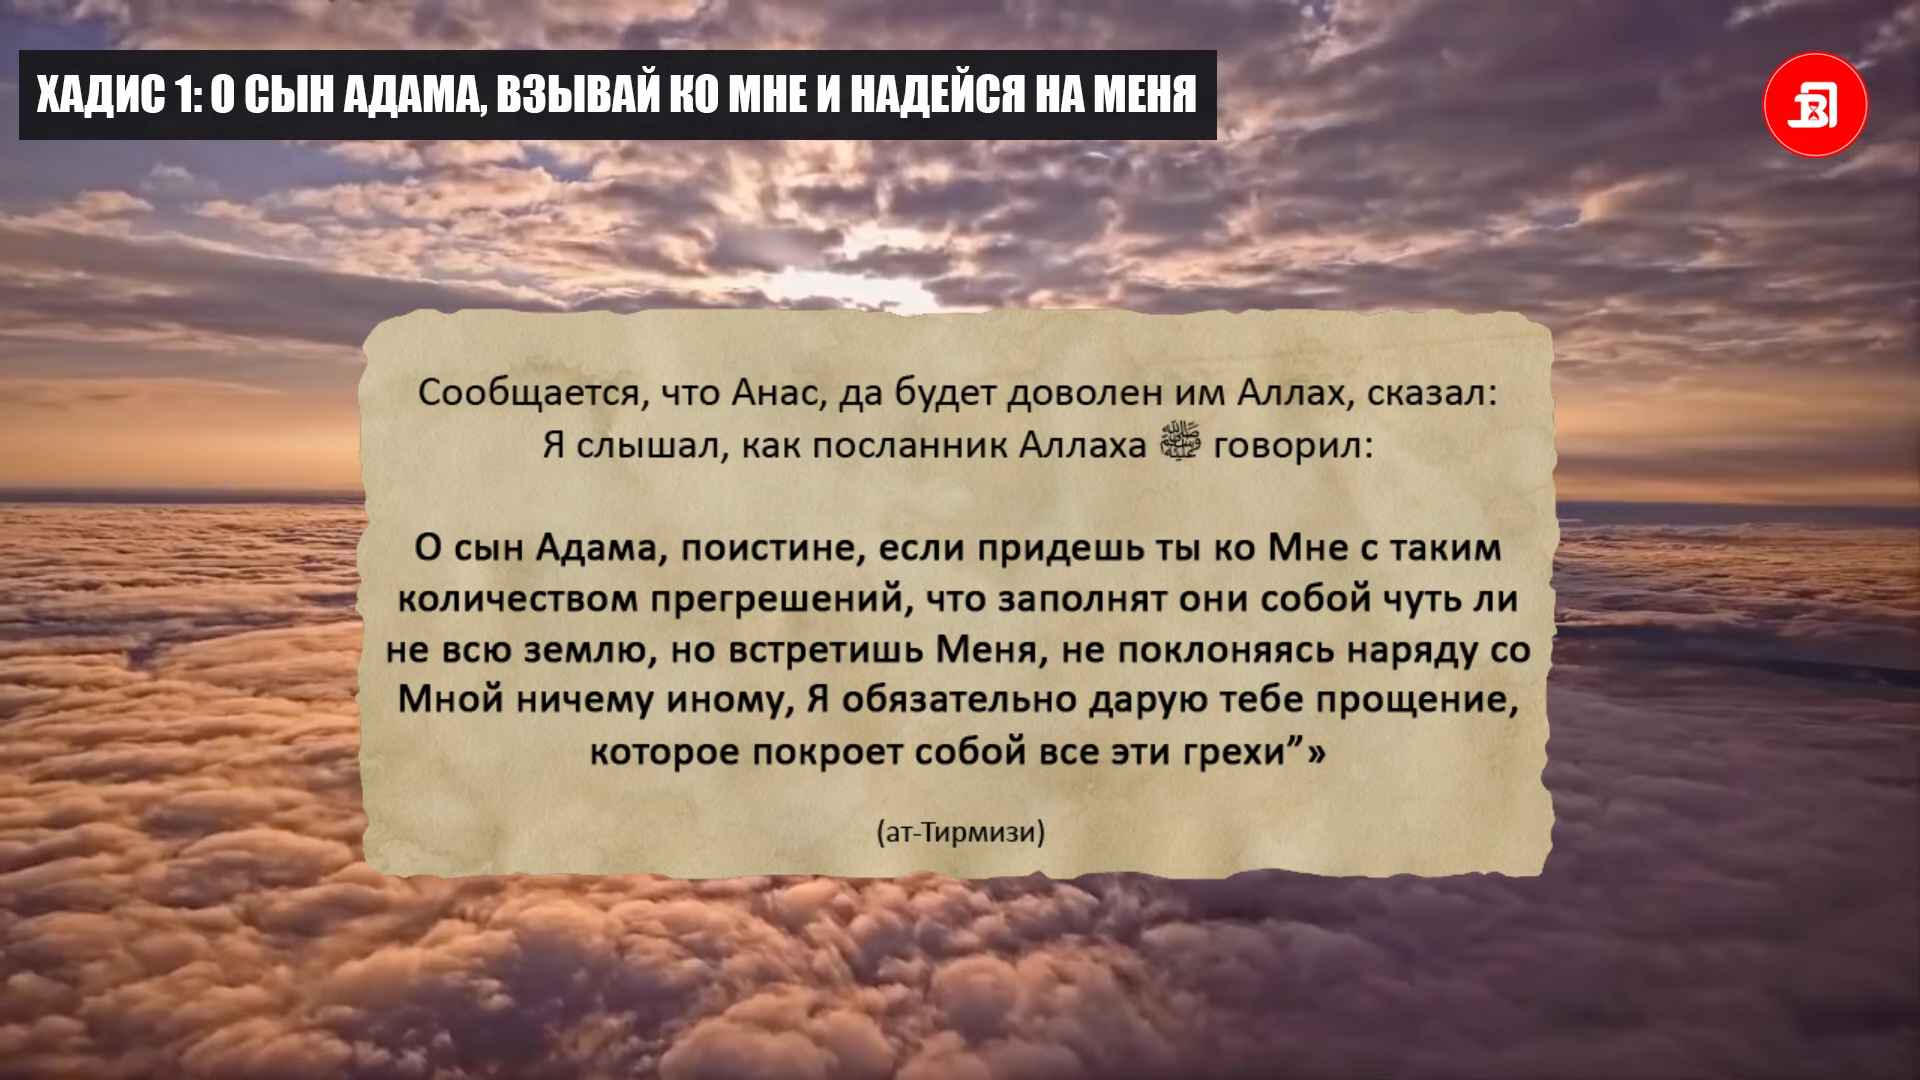 ХАДИС 1: О СЫН АДАМА, ВЗЫВАЙ КО МНЕ И НАДЕЙСЯ НА МЕНЯ
Сообщается, что Анас, да будет доволен им Аллах, сказал:
Я слышал, как посланник Аллаха ﷺ говорил:
О сын Адама, поистине, если придешь ты ко Мне с таким
количеством прегрешений, что заполнят они собой чуть ли
не всю землю, но встретишь Меня, не поклоняясь наряду со
Мной ничему иному, Я обязательно дарую тебе прощение,
которое покроет собой все эти грехи”»
(ат-Тирмизи)